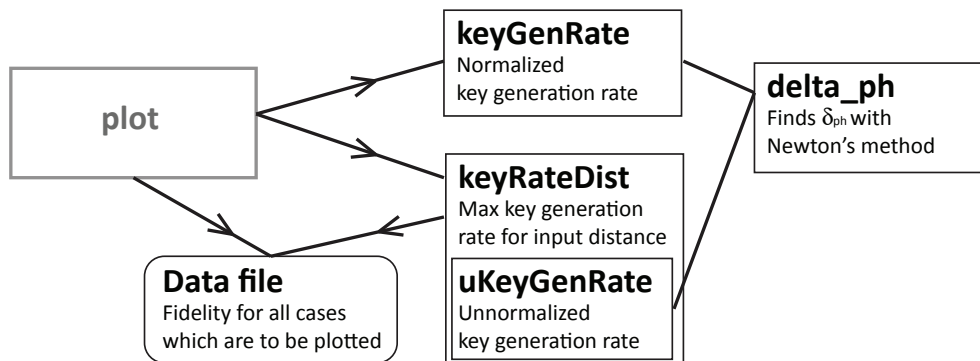 plot
keyGenRate
Normalized
key generation rate
delta_ph
Finds δph with
Newton's method
keyRateDist
Max key generation
rate for input distance
uKeyGenRate
Unnormalized
key generation rate
Data file
Fidelity for all cases
which are to be plotted